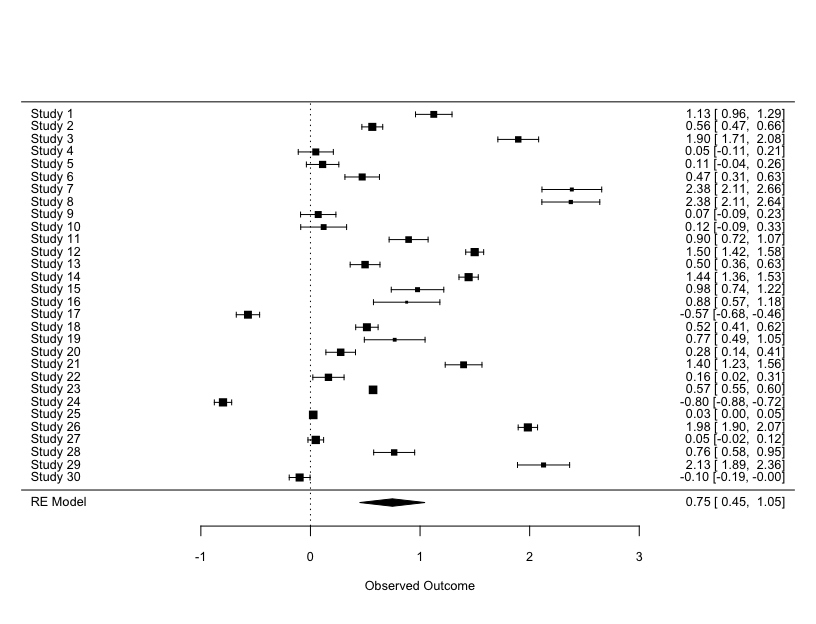 Study 1 1.13 [ 0.96, 1.29]
Study 2 0.56 [ 0.47, 0.66]
Study 3 1.90 [ 1.71, 2.08]
Study 4 0.05 [-0.11, 0.21]
Study 5 0.11 [-0.04, 0.26]
Study 6 0.47 [ 0.31, 0.63]
Study 7 2.38 [ 2.11, 2.66]
Study 8 2.38 [ 2.11, 2.64]
Study 9 0.07 [-0.09, 0.23]
Study 10 0.12 [-0.09, 0.33]
Study 11 0.90 [ 0.72, 1.07]
Study 12 1.50 [ 1.42, 1.58]
Study 13 0.50 [ 0.36, 0.63]
Study 14 1.44 [ 1.36, 1.53]
Study 15 0.98 [ 0.74, 1.22]
Study 16 0.88 [ 0.57, 1.18]
Study 17 -0.57 [-0.68, -0.46]
Study 18 0.52 [ 0.41, 0.62]
Study 19 0.77 [ 0.49, 1.05]
Study 20 0.28 [ 0.14, 0.41]
Study 21 1.40 [ 1.23, 1.56]
Study 22 0.16 [ 0.02, 0.31]
Study 23 0.57 [ 0.55, 0.60]
Study 24 -0.80 [-0.88, -0.72]
Study 25 0.03 [ 0.00, 0.05]
Study 26 1.98 [ 1.90, 2.07]
Study 27 0.05 [-0.02, 0.12]
Study 28 0.76 [ 0.58, 0.95]
Study 29 2.13 [ 1.89, 2.36]
Study 30 -0.10 [-0.19, -0.00]
RE Model 0.75 [ 0.45, 1.05]
-1 0 1 2 3
Observed Outcome